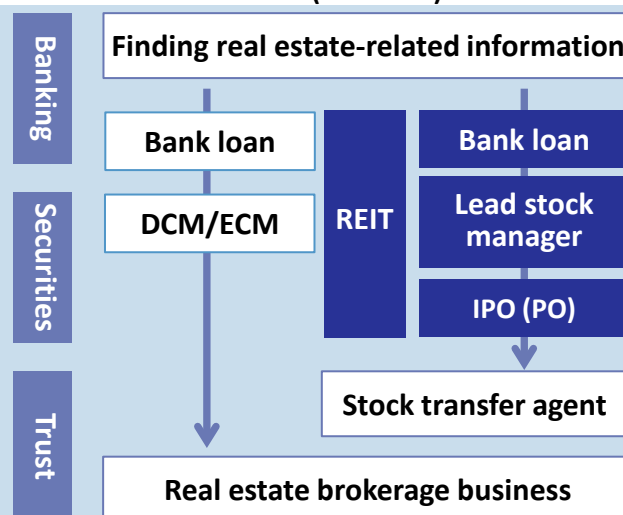 Banking
Finding real estate-related information
Bank loan
Bank loan
Securities
DCM/ECM
REIT
Lead stock
manager
IPO (PO)
Trust
Stock transfer agent
Real estate brokerage business